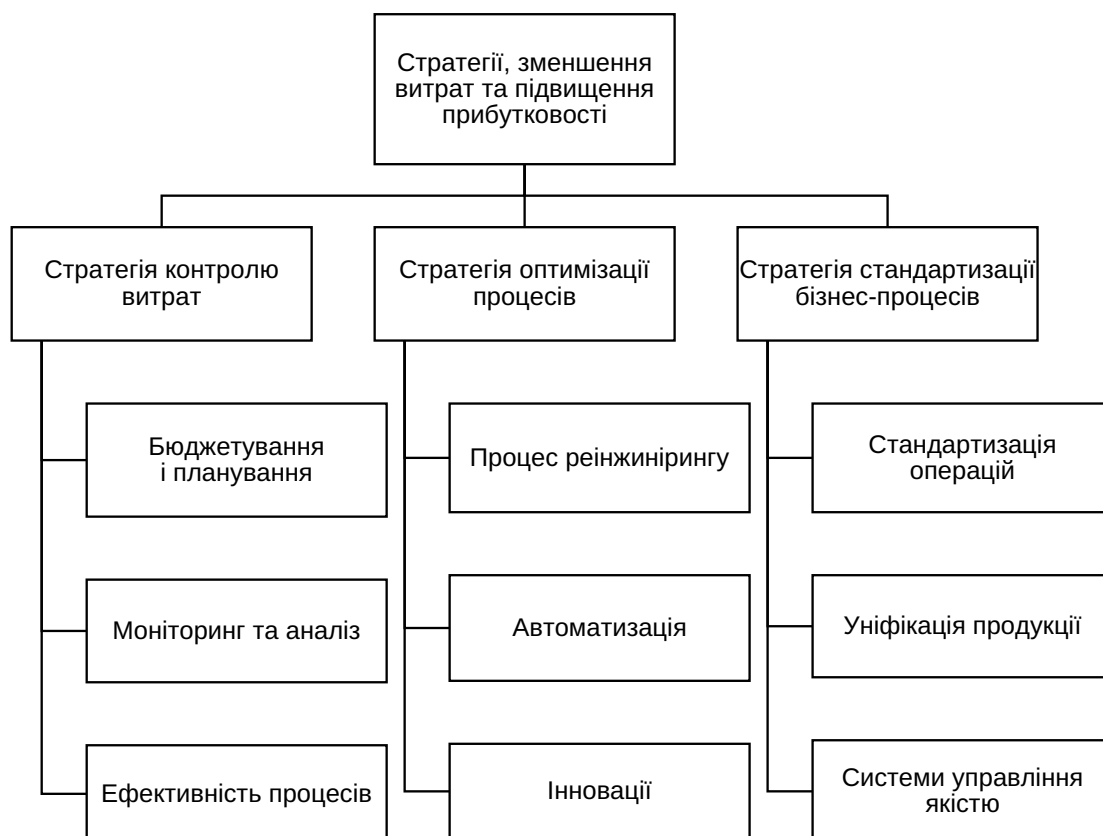 Стратегії, зменшення
витрат та підвищення
прибутковості
Стратегія контролю
витрат
Стратегія оптимізації
процесів
Стратегія стандартизації
бізнес-процесів
Бюджетування
і планування
Процес реінжинірингу
Стандартизація
операцій
Моніторинг та аналіз
Автоматизація
Уніфікація продукції
Ефективність процесів
Інновації
Системи управління
якістю